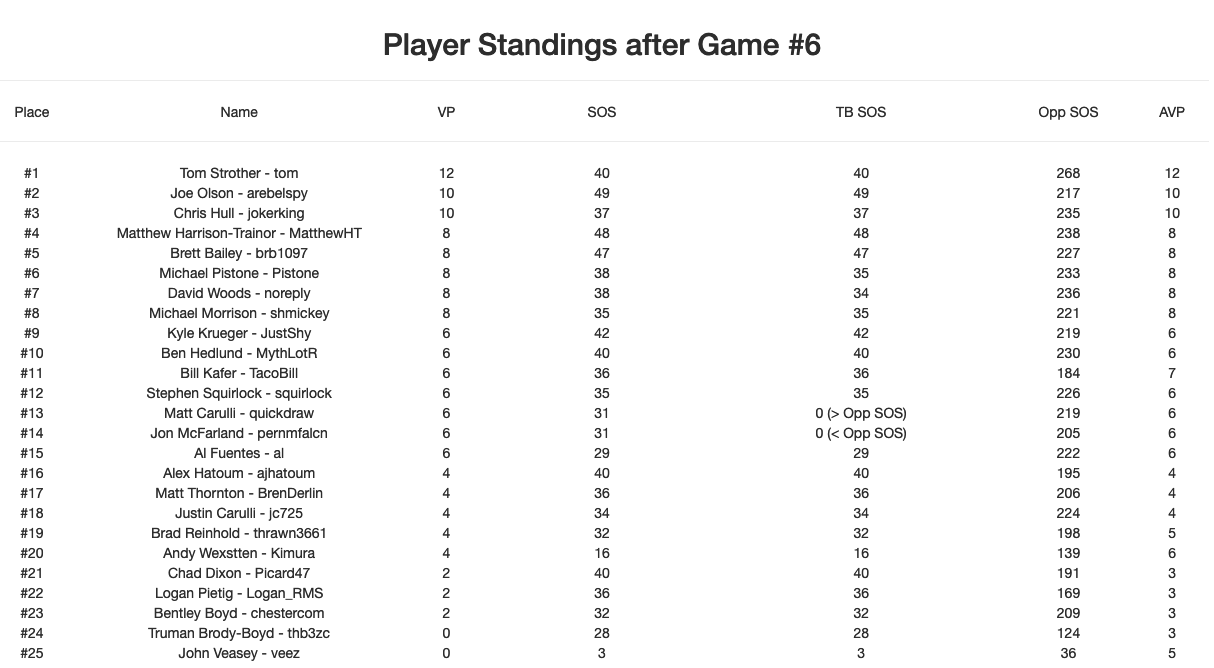 Player Standings after Game #6
Place Name VP SOS TB SOS Opp SOS AVP
#1 Tom Strother - tom 12 40 40 268 12
#2 Joe Olson - arebelspy 10 49 49 217 10
#3 Chris Hull - jokerking 10 37 37 235 10
#4 Matthew Harrison-Trainor - MatthewHT 8 48 48 238 8
#5 Brett Bailey - brb1097 8 47 47 227 8
#6 Michael Pistone - Pistone 8 38 35 233 8
#7 David Woods - noreply 8 38 34 236 8
#8 Michael Morrison - shmickey 8 35 35 221 8
#9 Kyle Krueger - JustShy 6 42 42 219 6
#10 Ben Hedlund - MythLotR 6 40 40 230 6
#11 Bill Kafer - TacoBill 6 36 36 184 7
#12 Stephen Squirlock - squirlock 6 35 35 226 6
#13 Matt Carulli - quickdraw 6 31 0 (> Opp SOS) 219 6
#14 Jon McFarland - pernmfalcn 6 31 0 (< Opp SOS) 205 6
#15 Al Fuentes - al 6 29 29 222 6
#16 Alex Hatoum - ajhatoum 4 40 40 195 4
#17 Matt Thornton - BrenDerlin 4 36 36 206 4
#18 Justin Carulli - jc725 4 34 34 224 4
#19 Brad Reinhold - thrawn3661 4 32 32 198 5
#20 Andy Wexstten - Kimura 4 16 16 139 6
#21 Chad Dixon - Picard47 2 40 40 191 3
#22 Logan Pietig - Logan_RMS 2 36 36 169 3
#23 Bentley Boyd - chestercom 2 32 32 209 3
#24 Truman Brody-Boyd - thb3zc 0 28 28 124 3
#25 John Veasey - veez 0 3 3 36 5